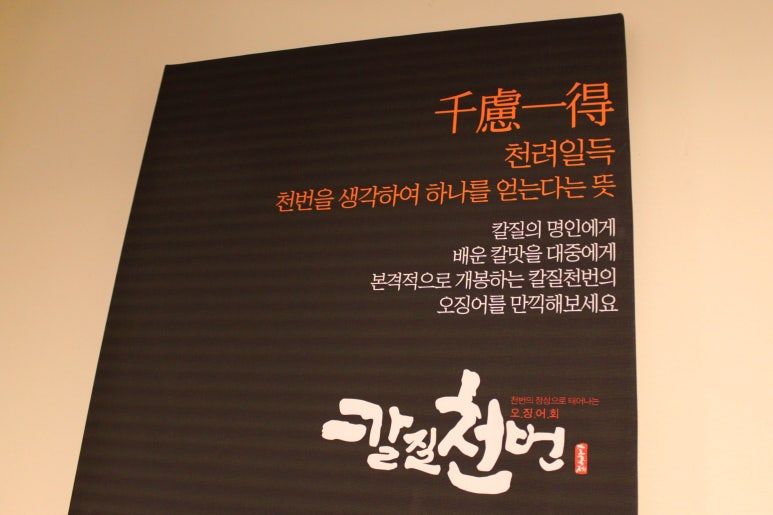 千慮一得
천려일득
천번을 생각하여 하나를 얻는다는 뜻
칼질의 명인에게
배운 칼맛을 대중에게
본격적으로 개봉하는 칼질천번의
오징어를 만끽해보세요
천번의 정성으로 태어나는
오.징.어.회
칼질천번